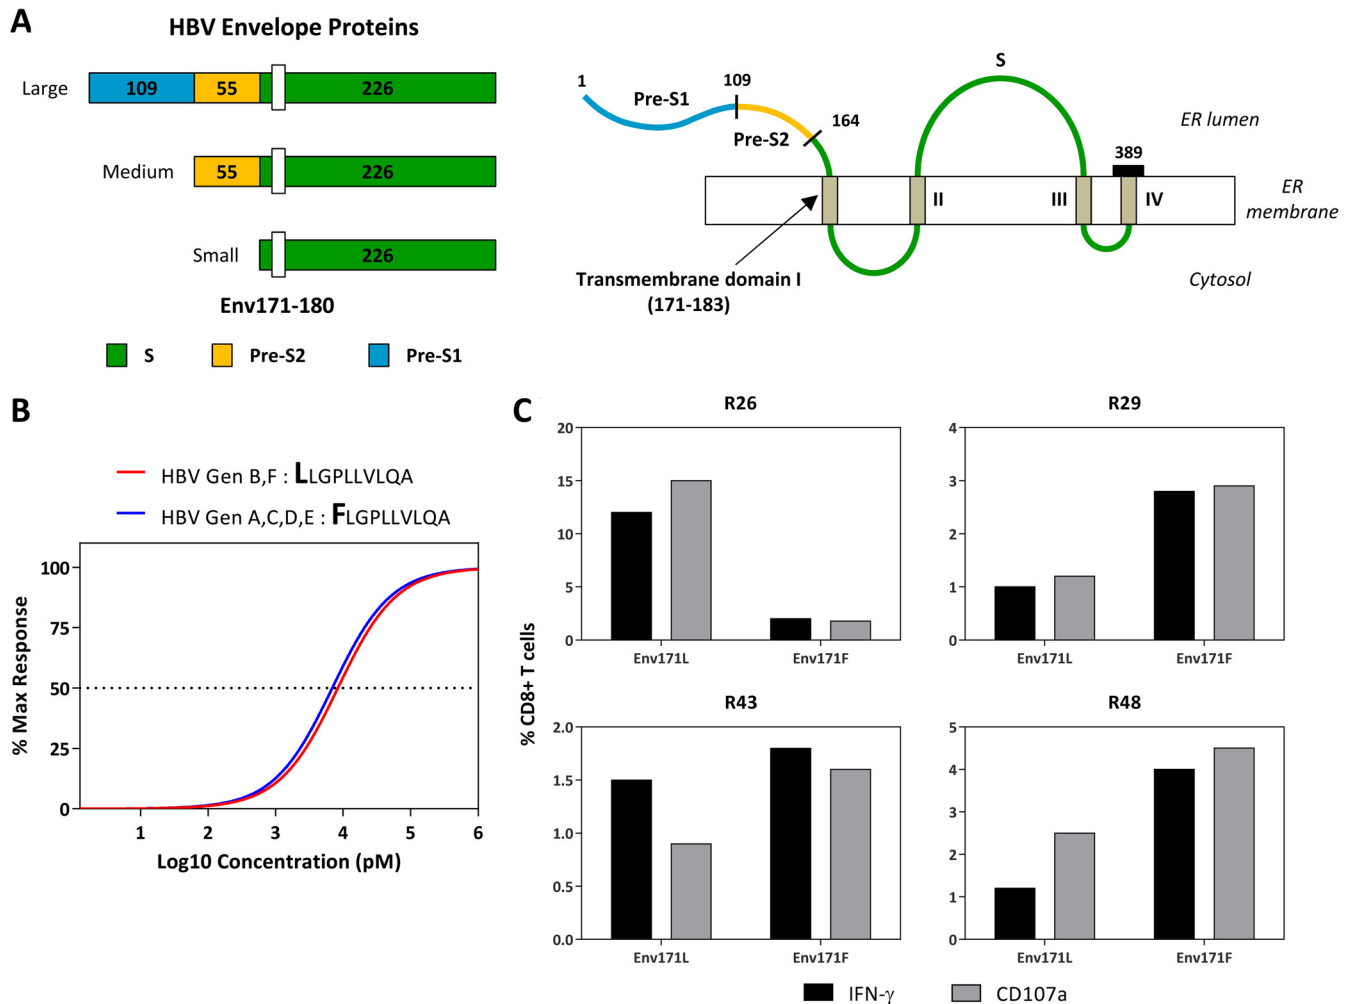 A
HBV Envelope Proteins
Large
109
55
226
Medium
55
226
Small
226
Env171-180
S
Pre-S2
Pre-S1
1
Pre-S1
109
Pre-S2
164
S
ER lumen
389
II
III
IV
ER
membrane
Transmembrane domain I
(171-183)
Cytosol
B
HBV Gen B,F : LLGPLLVLQA
HBV Gen A,C,D,E : FLGPLLVLQA
% Max Response
100
75
50
25
0
1 2 3 4 5 6
Log10 Concentration (pM)
C
% CD8+ T cells
R26
20
15
10
5
0
Env171L Env171F
R29
4
3
2
1
0
Env171L Env171F
R43
2.0
1.5
1.0
0.5
0.0
Env171L Env171F
R48
5
4
3
2
1
0
Env171L Env171F
IFN-γ CD107a